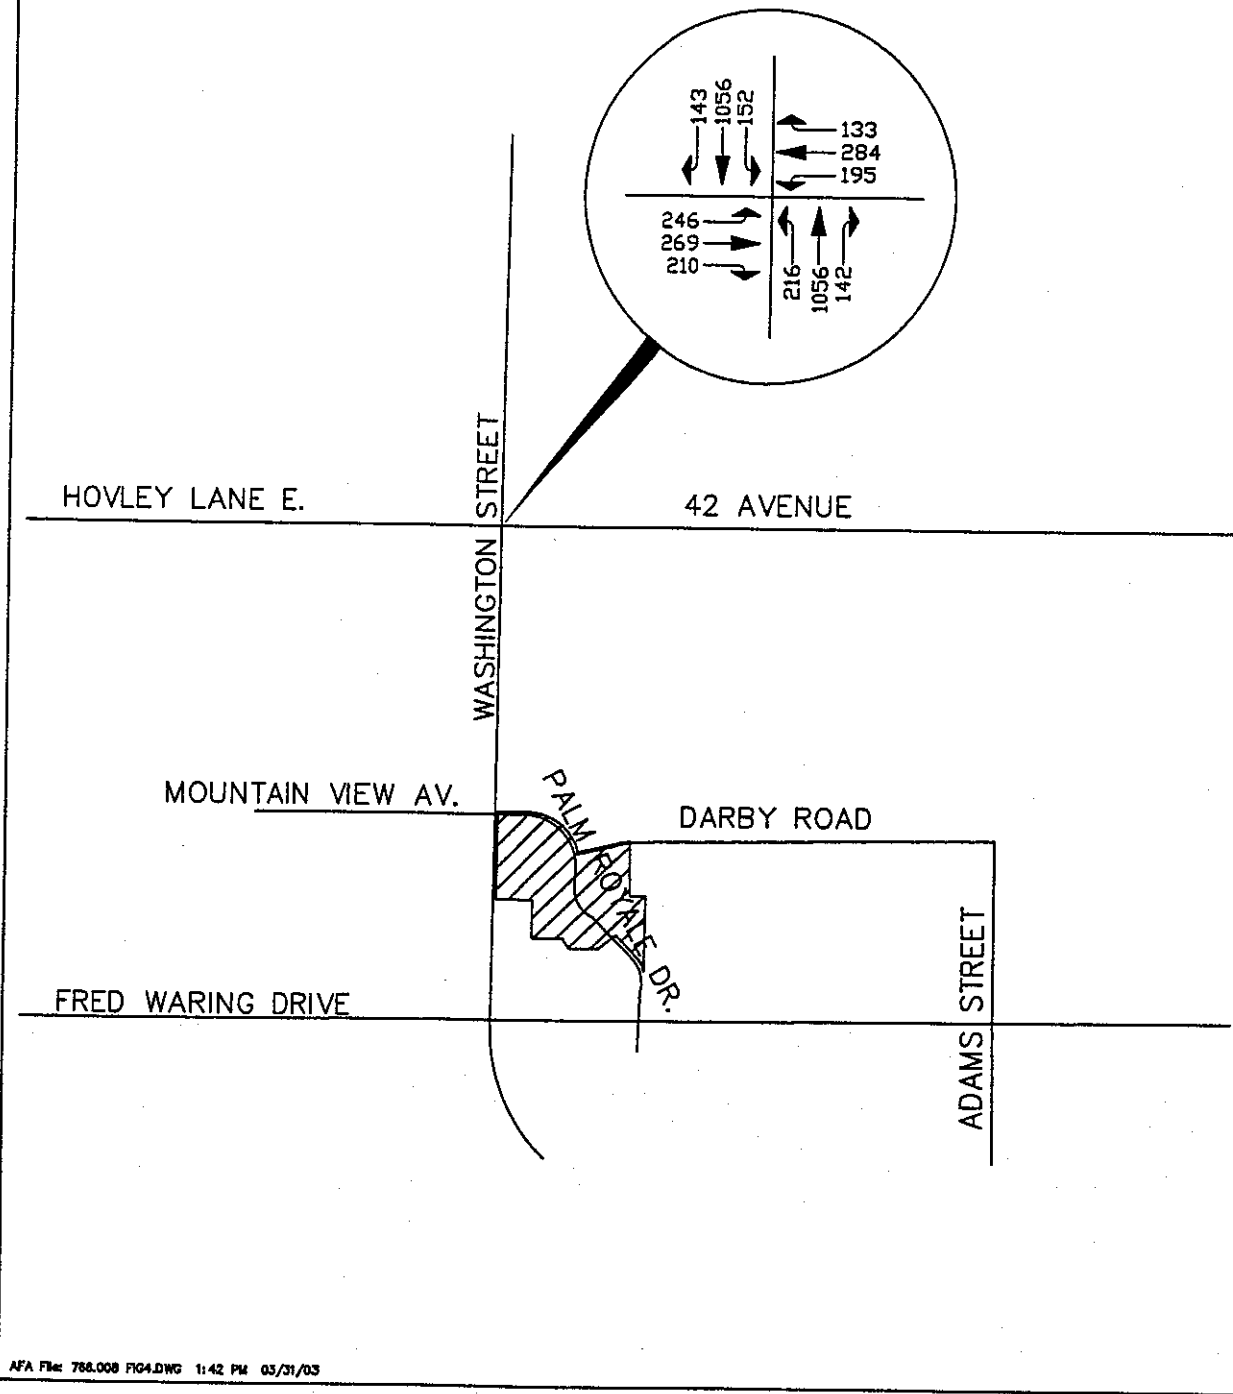 143 1056 152
133
284
195
246
269
210
216 1056 142
HOVLEY LANE E.
42 AVENUE
WASHINGTON STREET
MOUNTAIN VIEW AV.
PALM ROYALE DR.
DARBY ROAD
FRED WARING DRIVE
ADAMS STREET
AFA File: 766.008 FIG4.DWG 1:42 PM 03/31/03